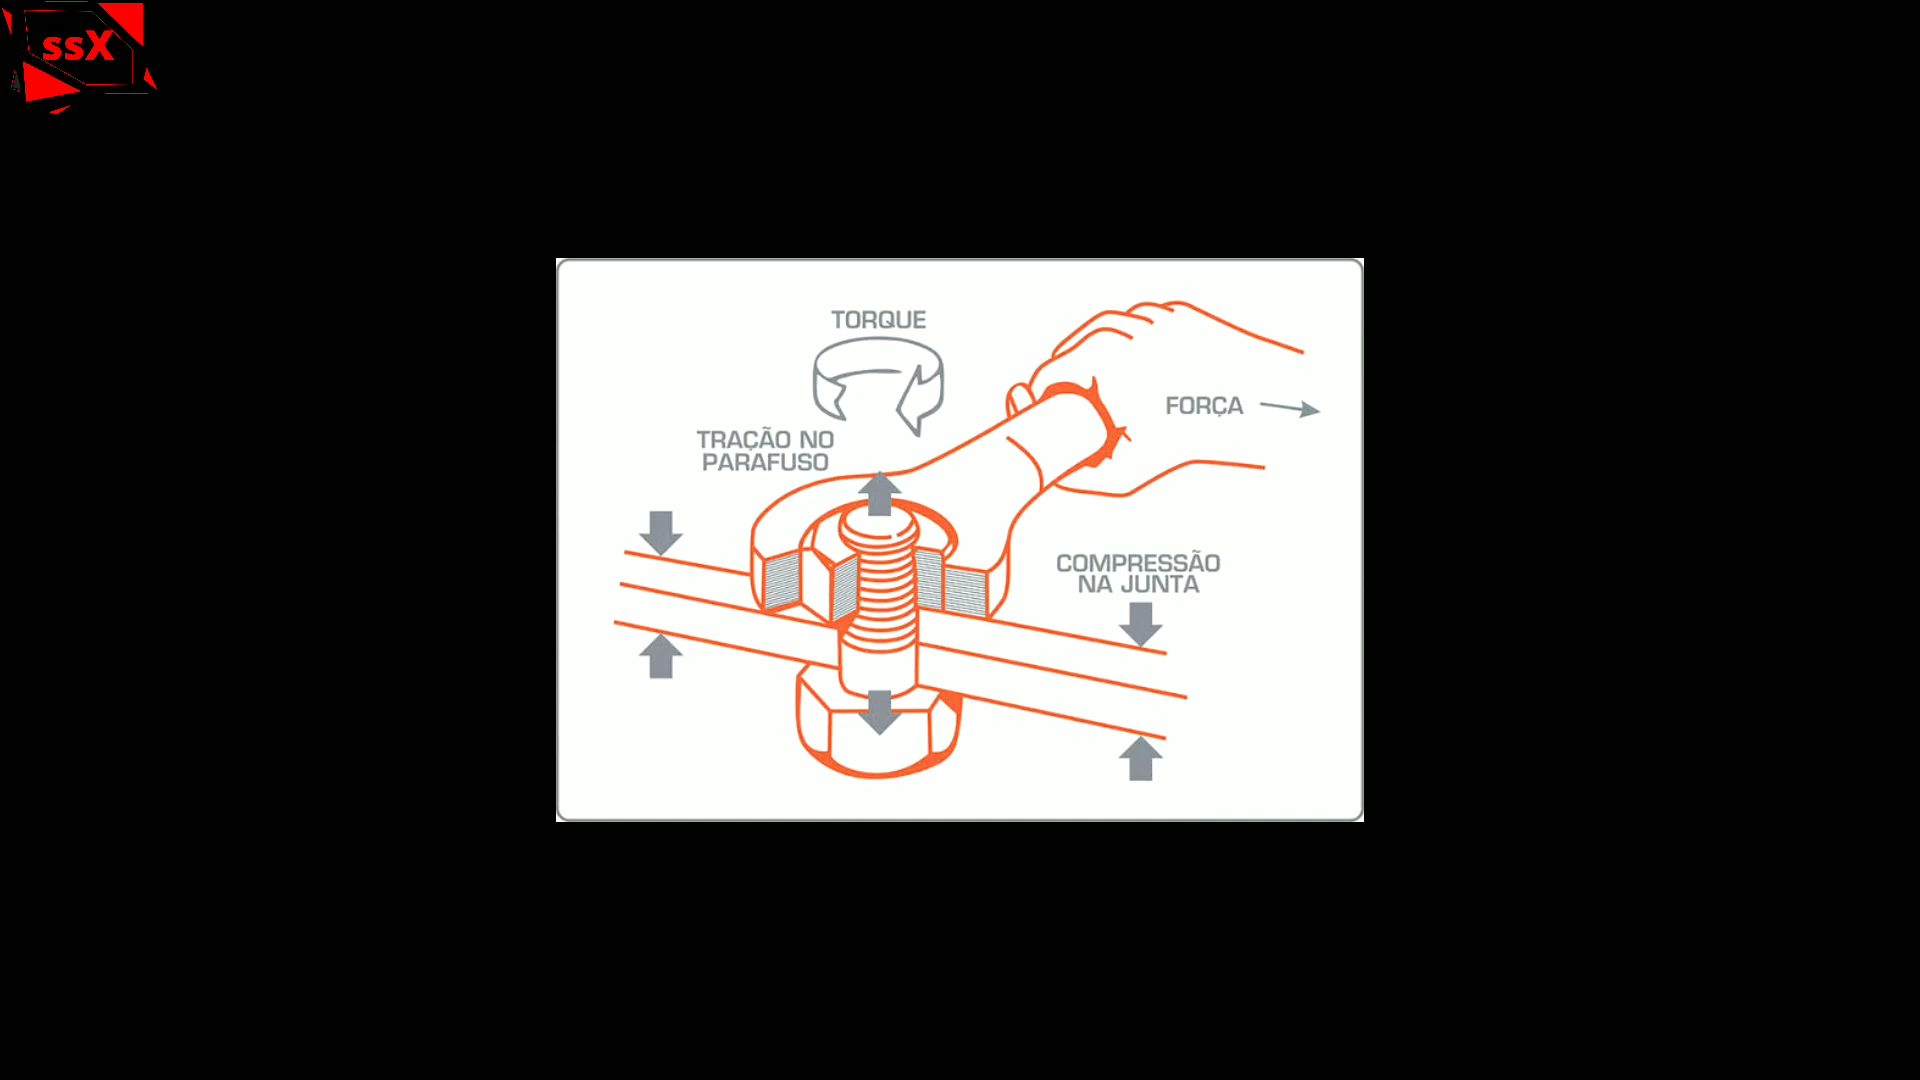 ssX
TORQUE
TRAÇÃO NO
PARAFUSO
FORÇA
COMPRESSÃO
NA JUNTA